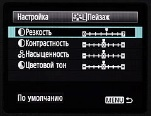 Настройка Пейзаж
Резкость
Контрастность
Насыщенность
Цветовой тон
По умолчанию MENU